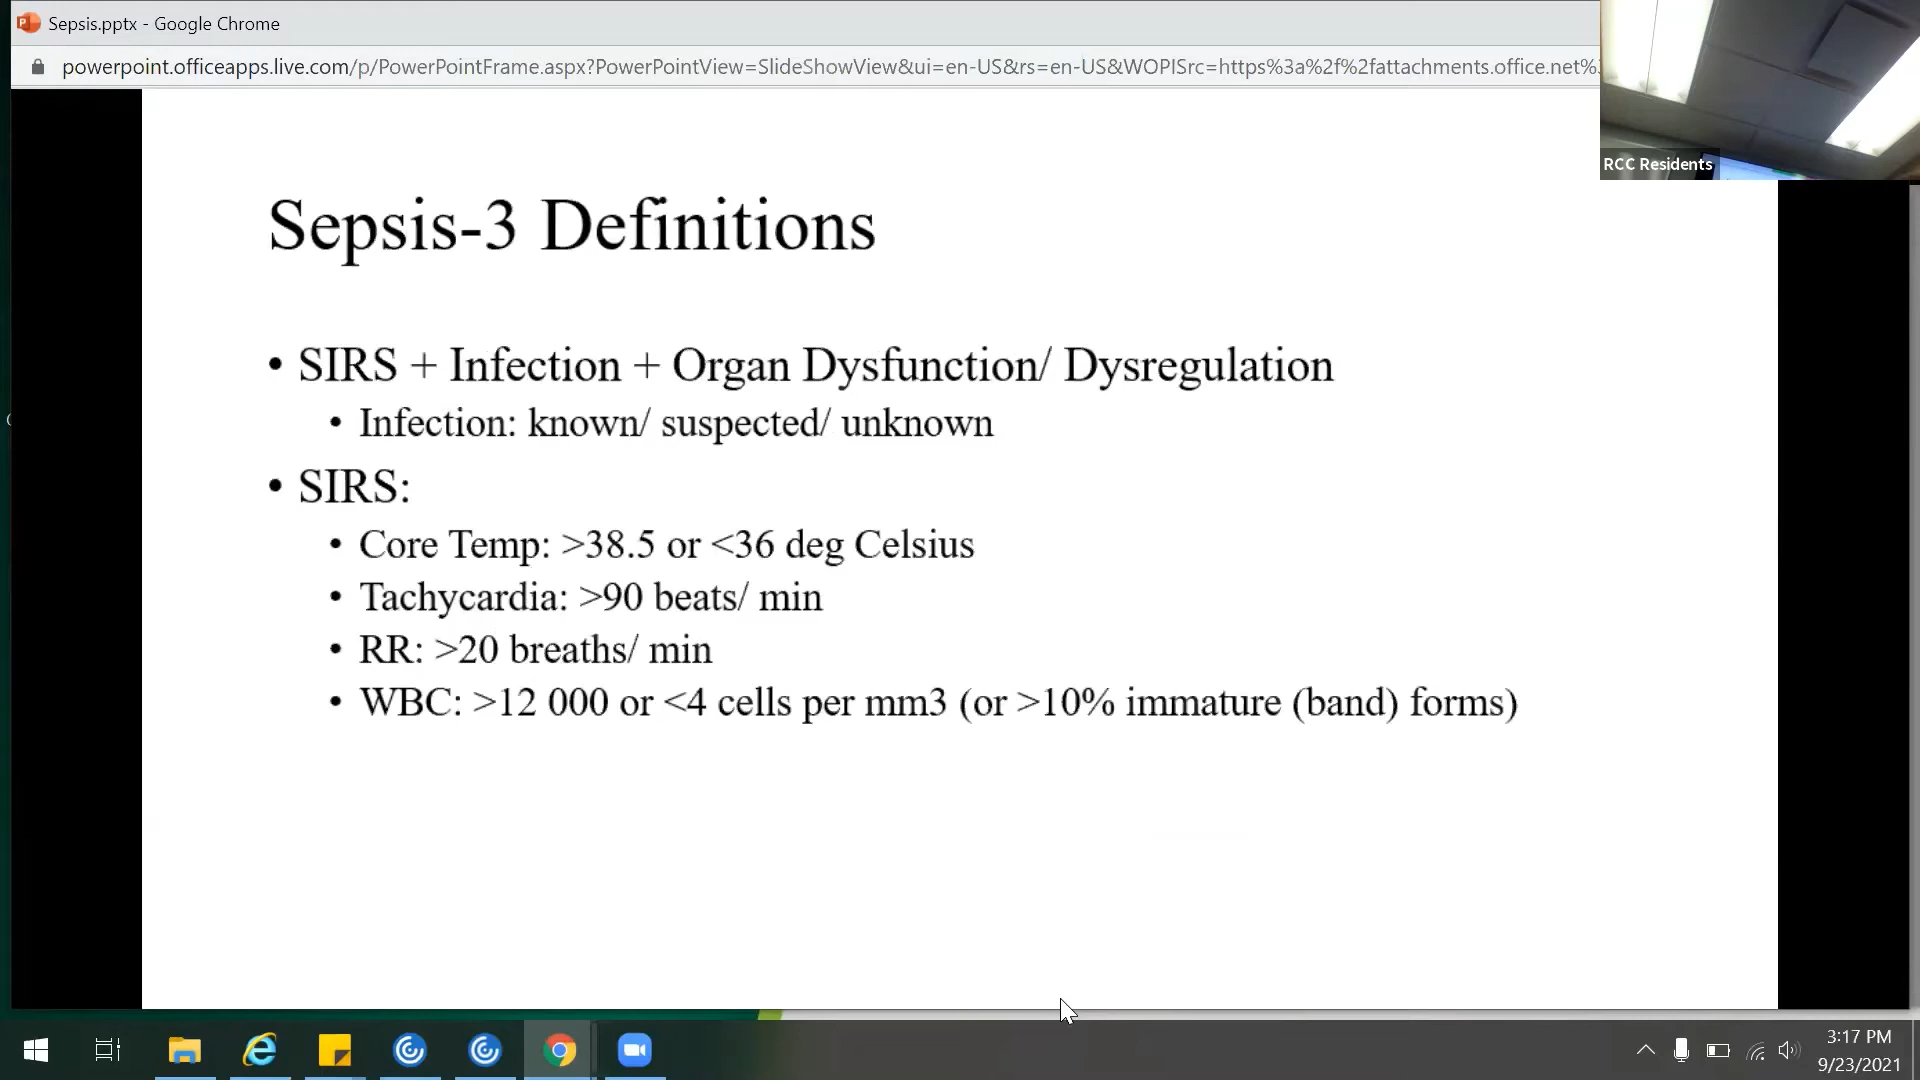 Sepsis.pptx - Google Chrome
powerpoint.officeapps.live.com/p/PowerPointFrame.aspx?PowerPointView=SlideShowView&ui=en-US&rs=en-US&WOPISrc=https%3a%2f%2fattachments.office.net%
RCC Residents
Sepsis-3 Definitions
• SIRS + Infection + Organ Dysfunction/ Dysregulation
• Infection: known/ suspected/ unknown
• SIRS:
• Core Temp: >38.5 or <36 deg Celsius
• Tachycardia: >90 beats/ min
• RR: >20 breaths/ min
• WBC: >12 000 or <4 cells per mm3 (or >10% immature (band) forms)
3:17 PM
9/23/2021